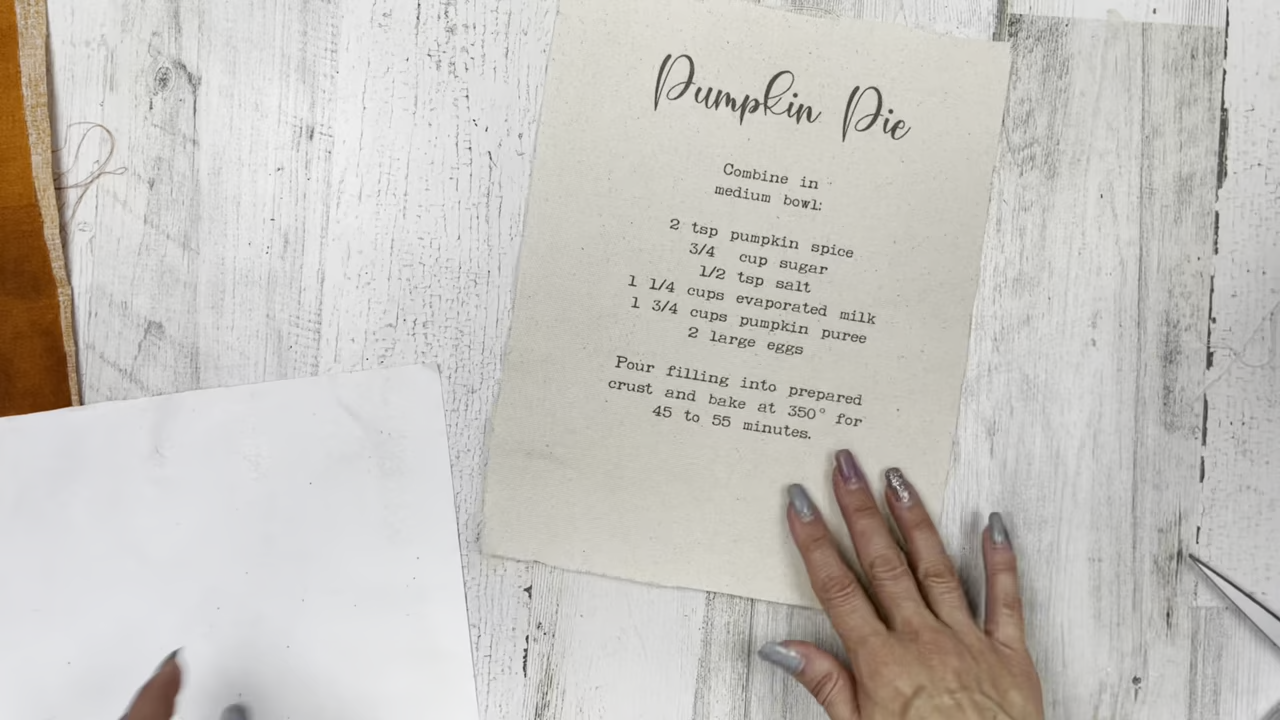 Pumpkin Pie
Combine in
medium bowl:
2 tsp pumpkin spice
3/4 cup sugar
1/2 tsp salt
1 1/4 cups evaporated milk
1 3/4 cups pumpkin puree
2 large eggs
Pour filling into prepared
crust and bake at 350° for
45 to 55 minutes.